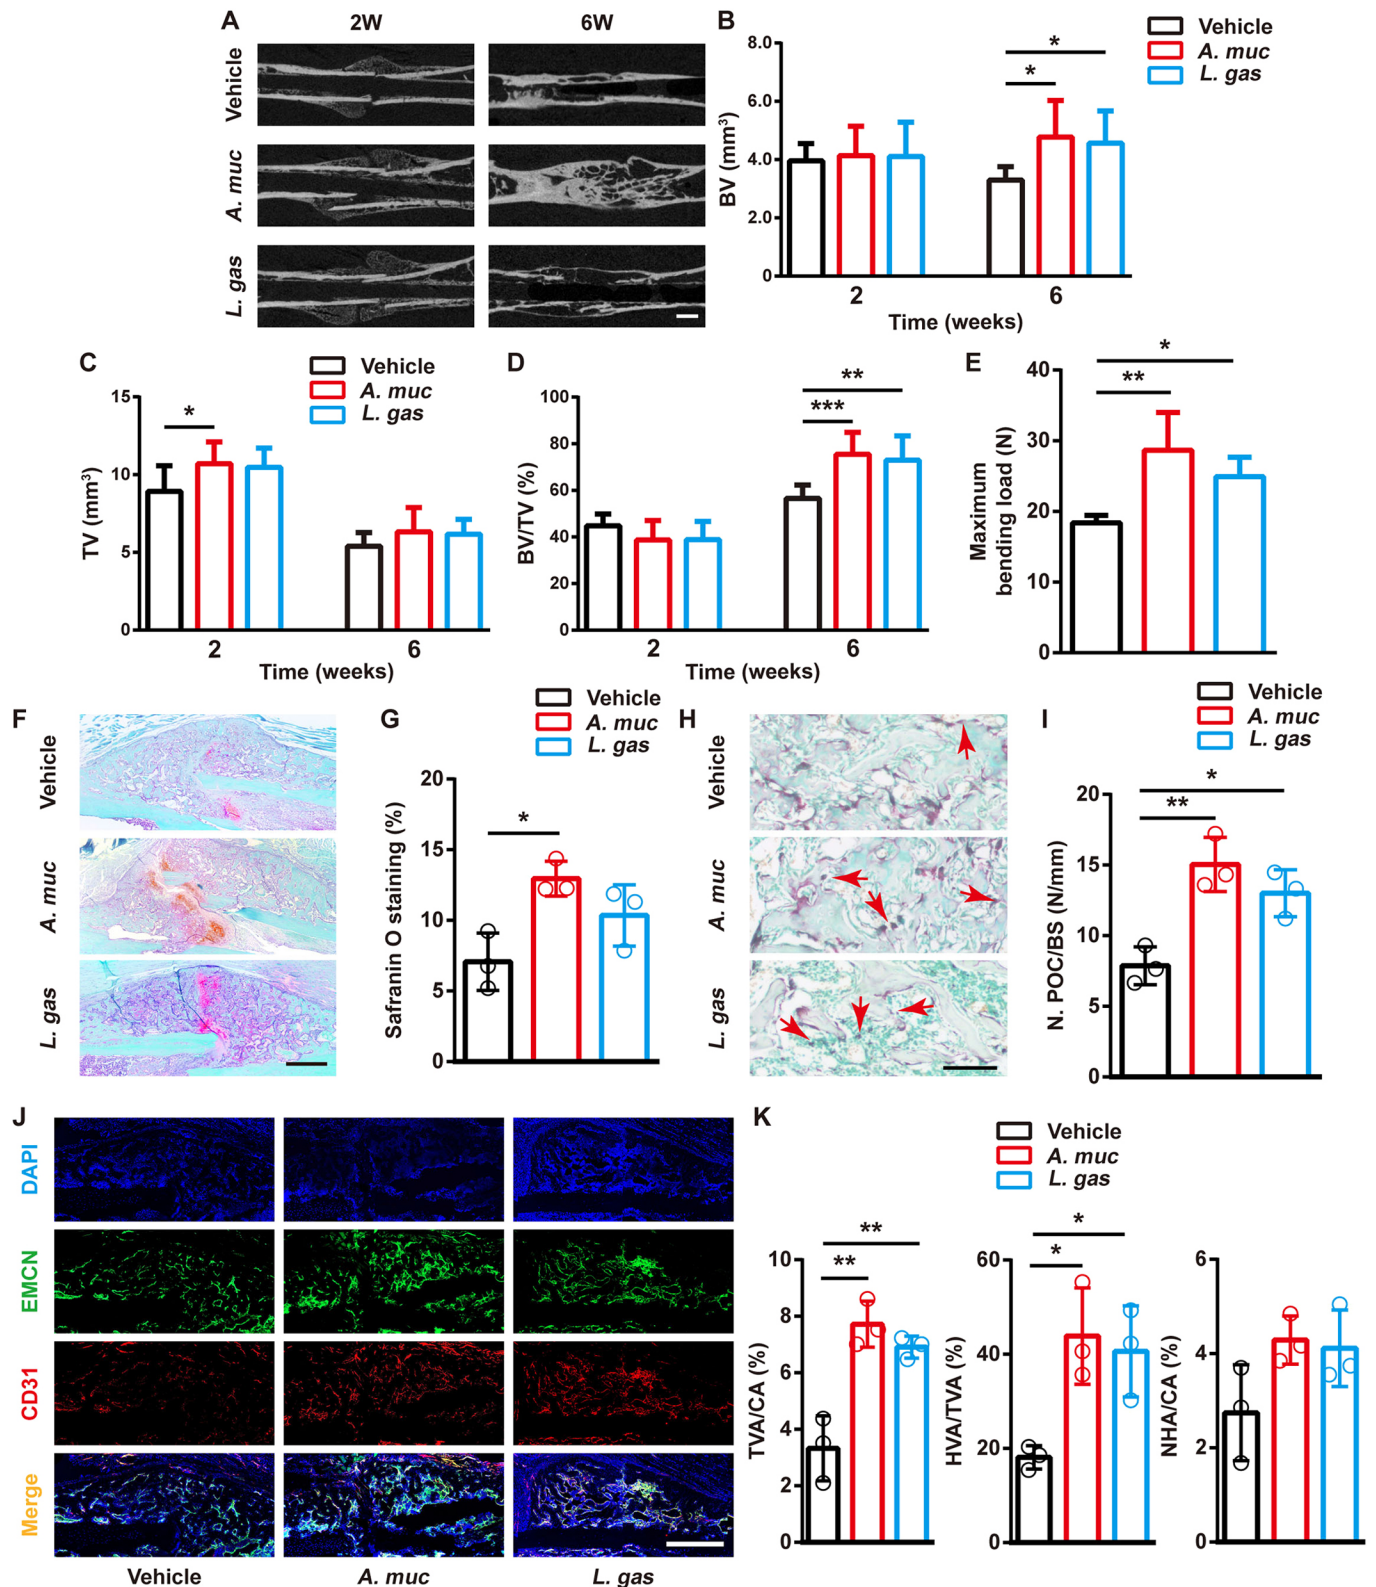 A
2W
6W
Vehicle
A. muc
L. gas
B
Vehicle
A. muc
L. gas
8.0
6.0
4.0
2.0
0
BV (mm³)
*
*
2
6
Time (weeks)
C
Vehicle
A. muc
L. gas
15
10
5
0
TV (mm³)
*
2
6
Time (weeks)
D
100
80
60
40
20
0
BV/TV (%)
**
***
2
6
Time (weeks)
E
40
30
20
10
0
Maximum
bending load (N)
*
**
F
Vehicle
A. muc
L. gas
G
Vehicle
A. muc
L. gas
20
15
10
5
0
Safranin O staining (%)
*
H
Vehicle
A. muc
L. gas
I
Vehicle
A. muc
L. gas
20
15
10
5
0
N. POC/BS (N/mm)
*
**
J
DAPI
EMCN
CD31
Merge
Vehicle
A. muc
L. gas
K
Vehicle
A. muc
L. gas
10
8
6
4
2
0
TVA/CA (%)
**
**
60
40
20
0
HVA/TVA (%)
*
*
6
4
2
0
NHA/CA (%)